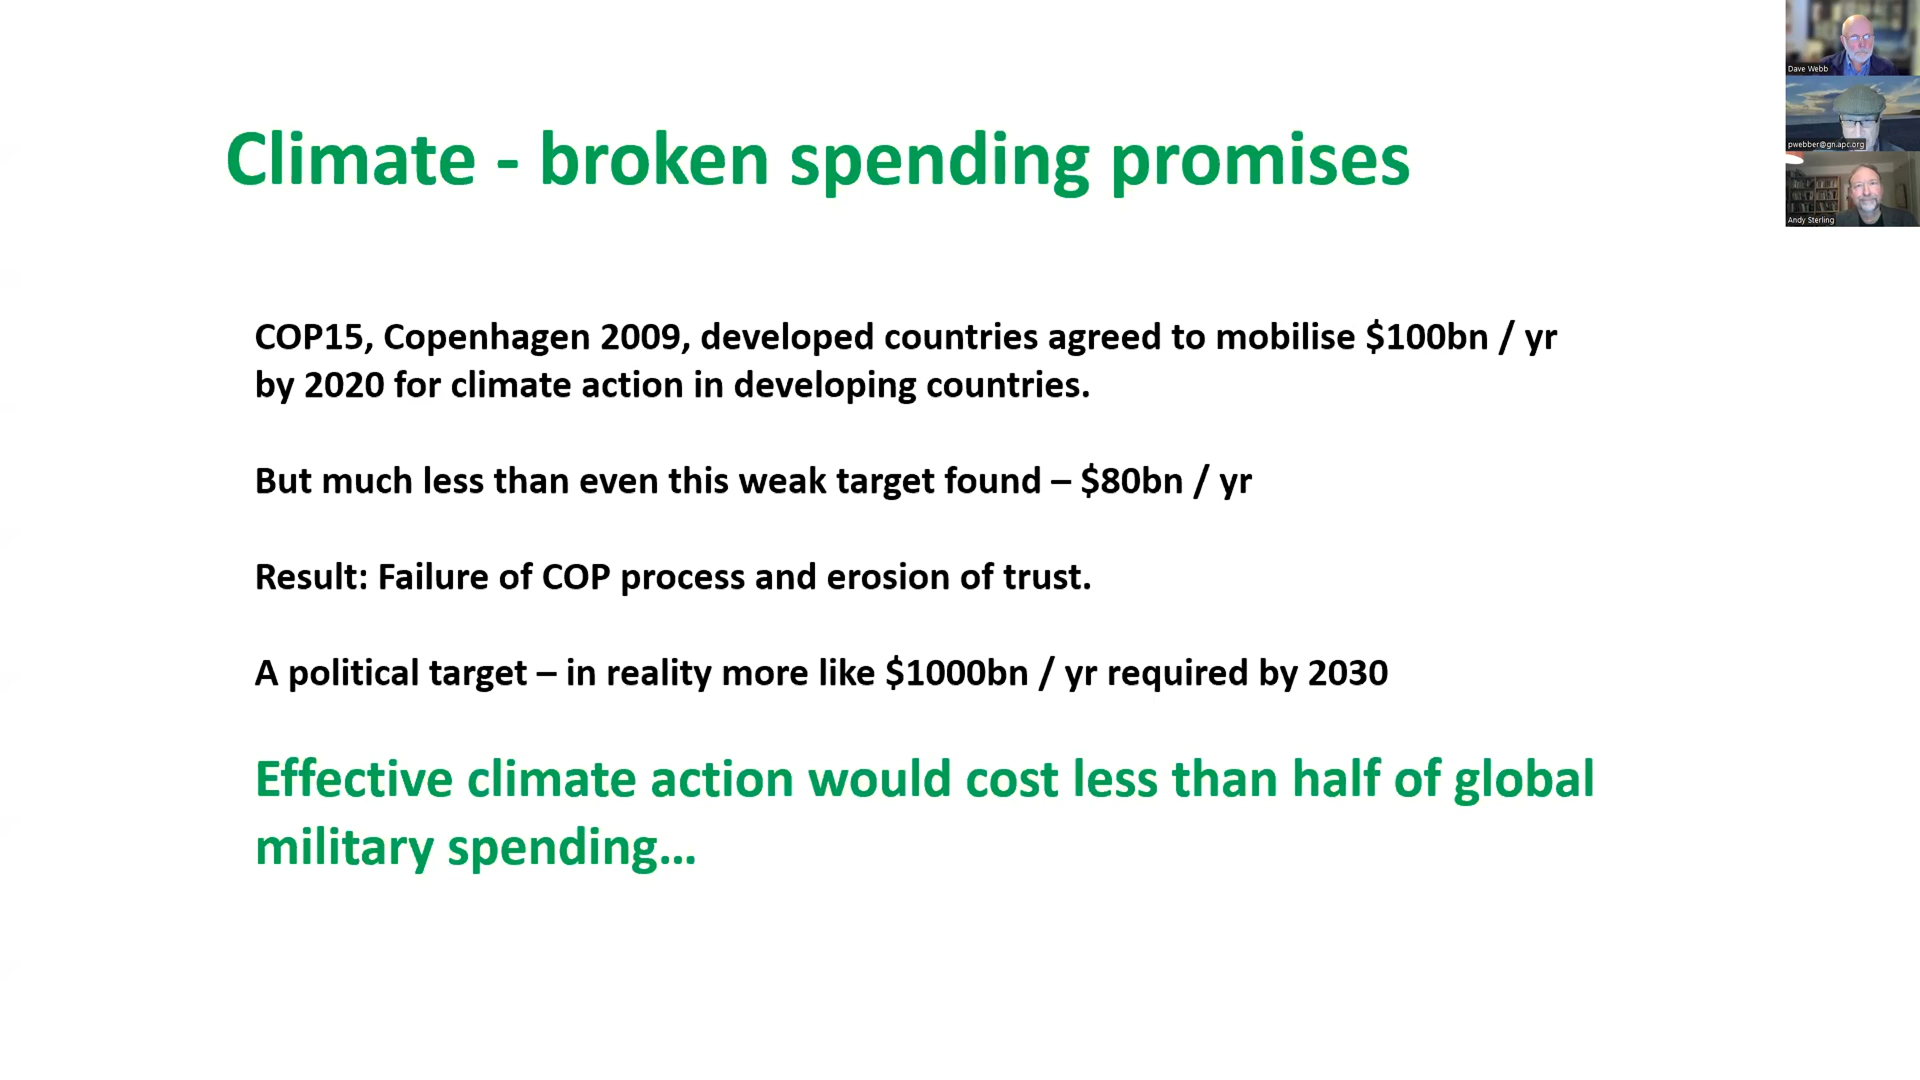 Climate - broken spending promises
COP15, Copenhagen 2009, developed countries agreed to mobilise $100bn / yr
by 2020 for climate action in developing countries.
But much less than even this weak target found – $80bn / yr
Result: Failure of COP process and erosion of trust.
A political target – in reality more like $1000bn / yr required by 2030
Effective climate action would cost less than half of global
military spending...
Dave Webb
pwebber@gn.apc.org
Andy Sterling